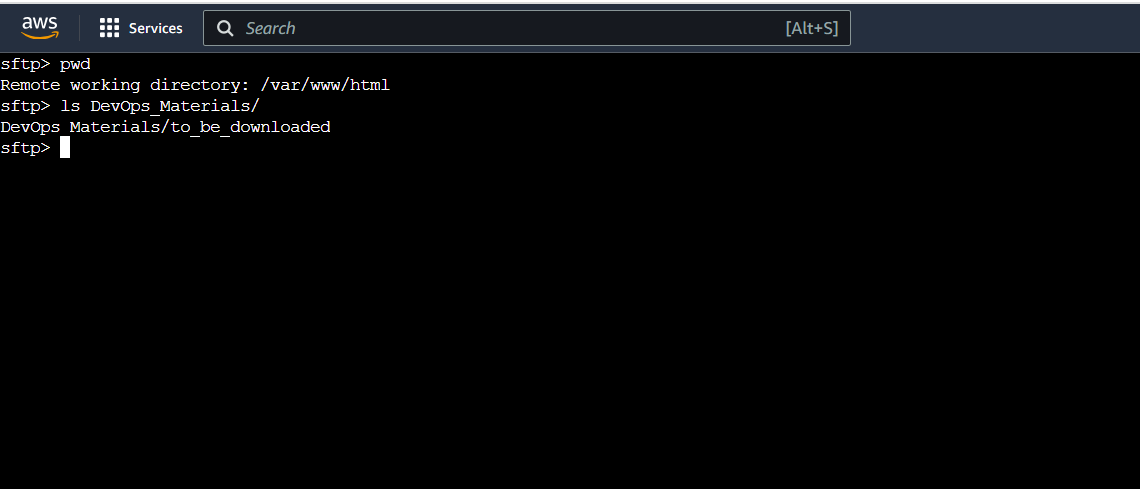 aws
Services
Search
[Alt+S]
sftp> pwd
Remote working directory: /var/www/html
sftp> ls DevOps_Materials/
DevOps_Materials/to_be_downloaded
sftp>